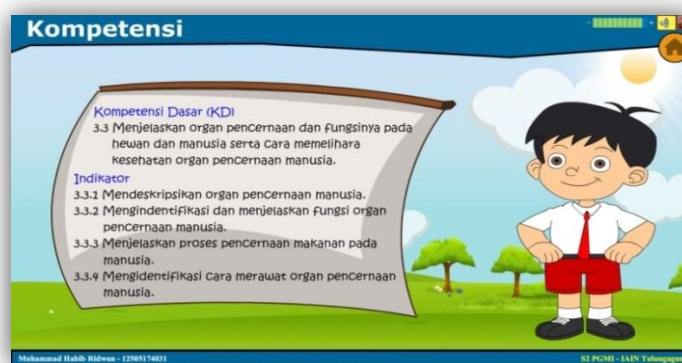 Kompetensi
Kompetensi Dasar (KD)
3.3 Menjelaskan organ pencernaan dan fungsinya pada
hewan dan manusia serta cara memelihara
kesehatan organ pencernaan manusia.
Indikator
3.3.1 Mendeskripsikan organ pencernaan manusia.
3.3.2 Mengindentifikasi dan menjelaskan fungsi organ
pencernaan manusia.
3.3.3 Menjelaskan proses pencernaan makanan pada
manusia.
3.3.4 Mengidentifikasi cara merawat organ pencernaan
manusia.
Muhammad Habib Ridwan - 12505174031
S2 PGMI - IAIN Tulungagung